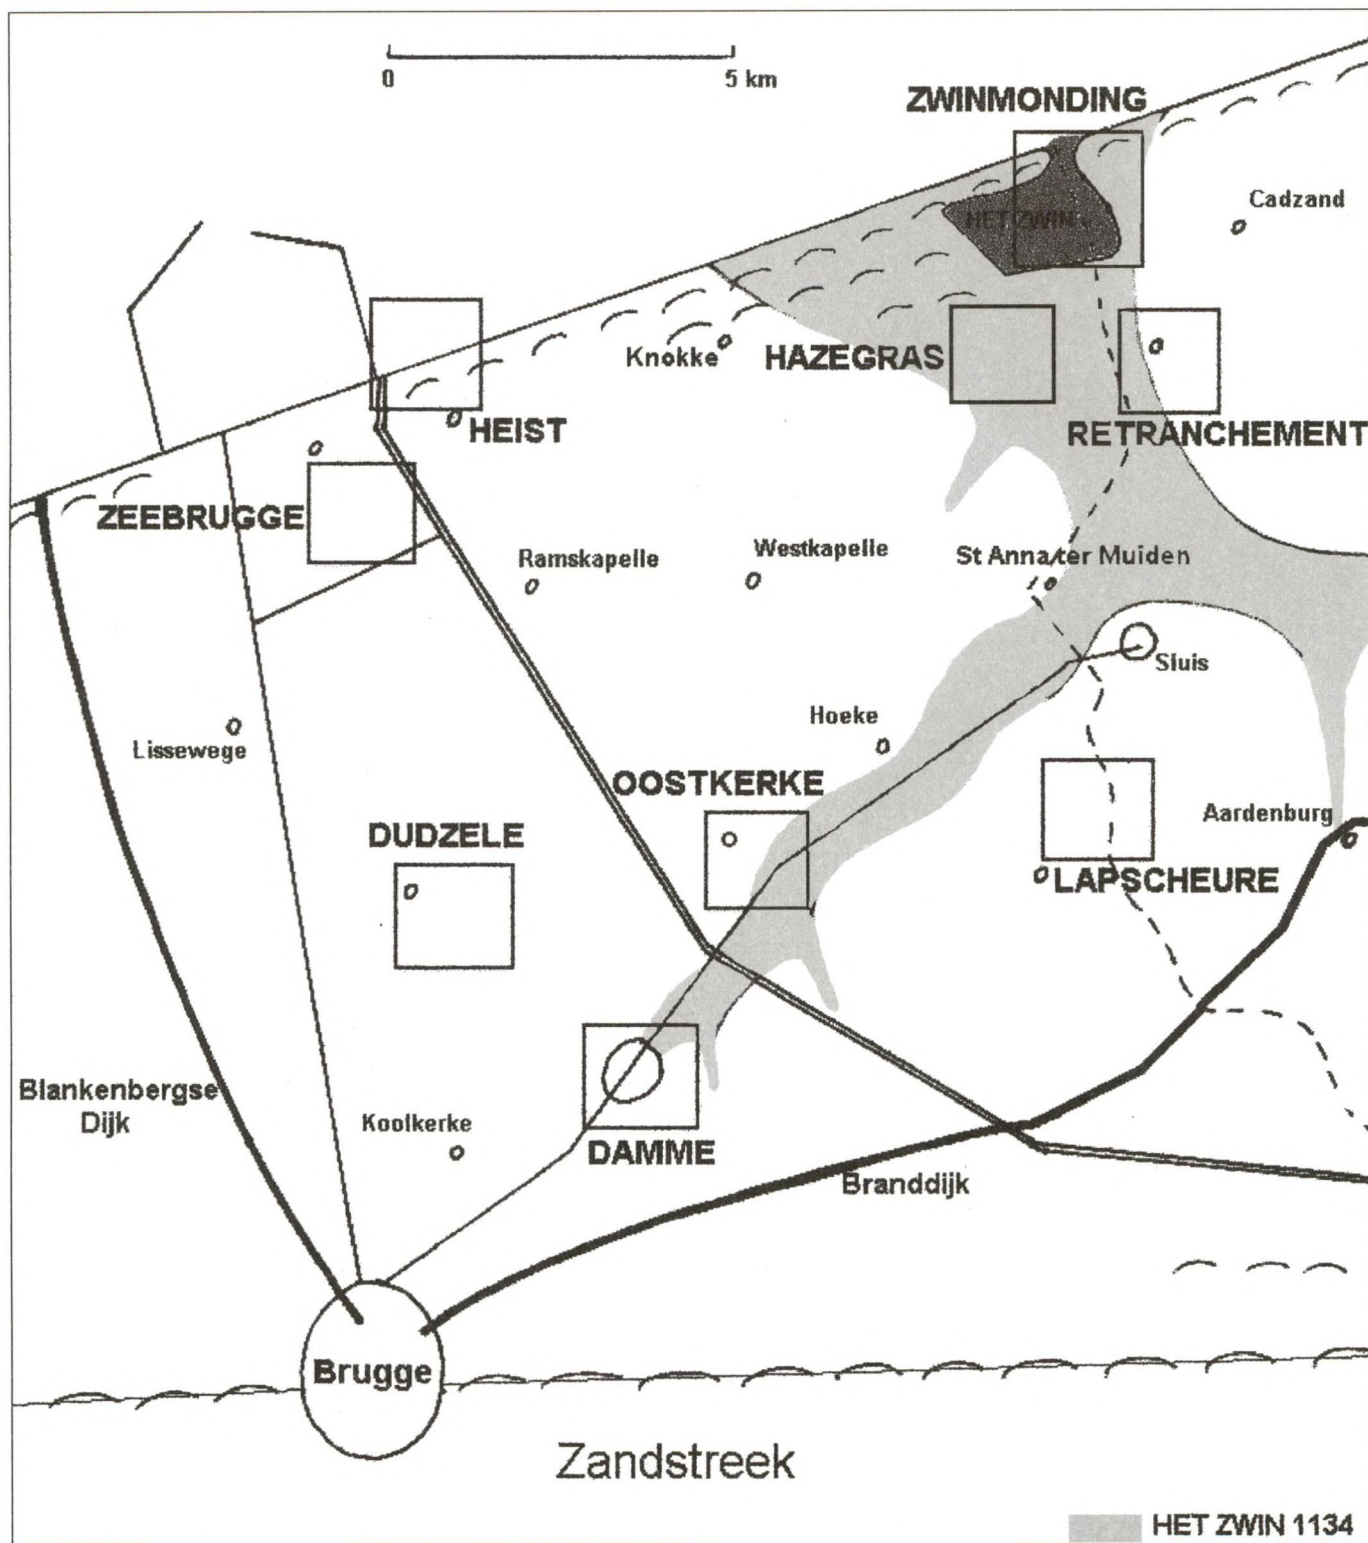 0 5 km
ZWINMONDING
Cadzand
HET ZWIN
Knokke
HAZEGRAS
HEIST
RETRANCHEMENT
ZEEBRUGGE
Ramskapelle
Westkapelle
St Anna ter Muiden
Sluis
Lissewege
Hoeke
OOSTKERKE
DUDZELE
Aardenburg
LAPSCHEURE
Blankenbergse
Dijk
Koolkerke
DAMME
Branddijk
Brugge
Zandstreek
HET ZWIN 1134